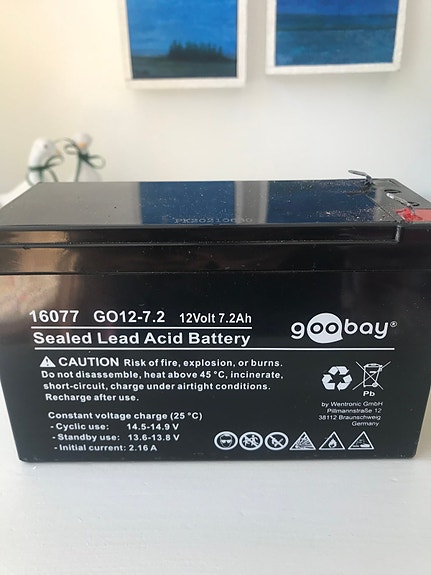 PK20210630
16077 GO12-7.2 12Volt 7.2Ah
Sealed Lead Acid Battery
goobay®
CAUTION Risk of fire, explosion, or burns.
Do not disassemble, heat above 45 °C, incinerate,
short-circuit, charge under airtight conditions.
Recharge after use.
Constant voltage charge (25 °C)
- Cyclic use: 14.5-14.9 V
- Standby use: 13.6-13.8 V
- Initial current: 2.16 A
Pb
by Wentronic GmbH
Pillmannstraße 12
38112 Braunschweig
Germany